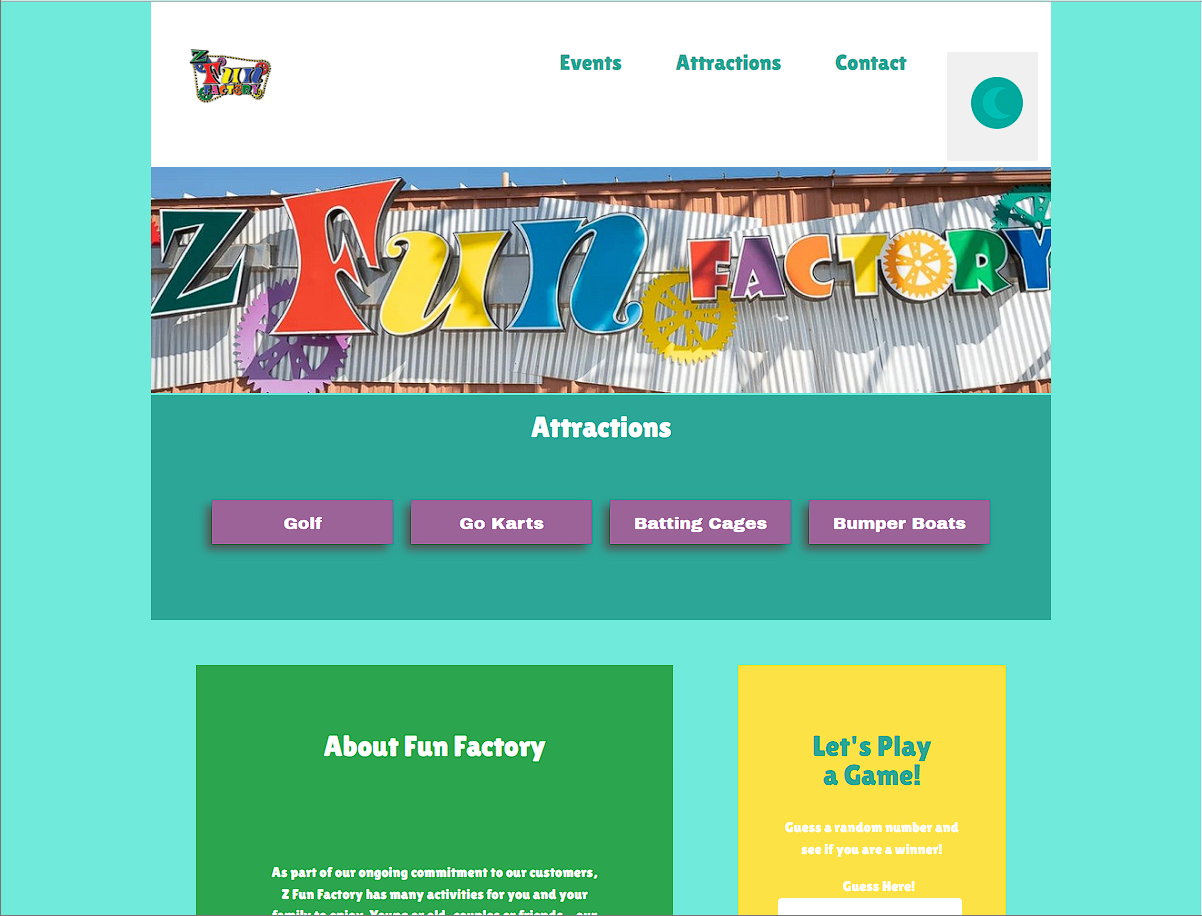 Z
Fun
FACTORY
Events Attractions Contact
Z Fun FACTORY
Attractions
Golf Go Karts Batting Cages Bumper Boats
About Fun Factory
As part of our ongoing commitment to our customers,
Z Fun Factory has many activities for you and your
family to enjoy. Young or old, couples or friends - our
Let's Play
a Game!
Guess a random number and
see if you are a winner!
Guess Here!